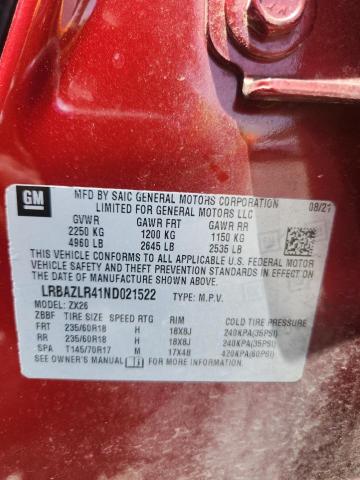 GM
MFD BY SAIC GENERAL MOTORS CORPORATION
LIMITED FOR GENERAL MOTORS LLC
08/21
GVWR GAWR FRT GAWR RR
2250 KG 1200 KG 1150 KG
4960 LB 2645 LB 2535 LB
THIS VEHICLE CONFORMS TO ALL APPLICABLE U.S. FEDERAL MOTOR
VEHICLE SAFETY, BUMPER, AND THEFT PREVENTION STANDARDS IN
EFFECT ON THE DATE OF MANUFACTURE SHOWN ABOVE.
LRBAZLR41ND021522 TYPE: M.P.V.
MODEL: ZX26
ZBBF TIRE SIZE SPEED RTG RIM COLD TIRE PRESSURE
FRT 235/60R18 H 18X8J 240KPA(35PSI)
RR 235/60R18 H 18X8J 240KPA(35PSI)
SPA T145/70R17 M 17X4B 420KPA(60PSI)
SEE OWNER'S MANUAL FOR ADDITIONAL INFORMATION.